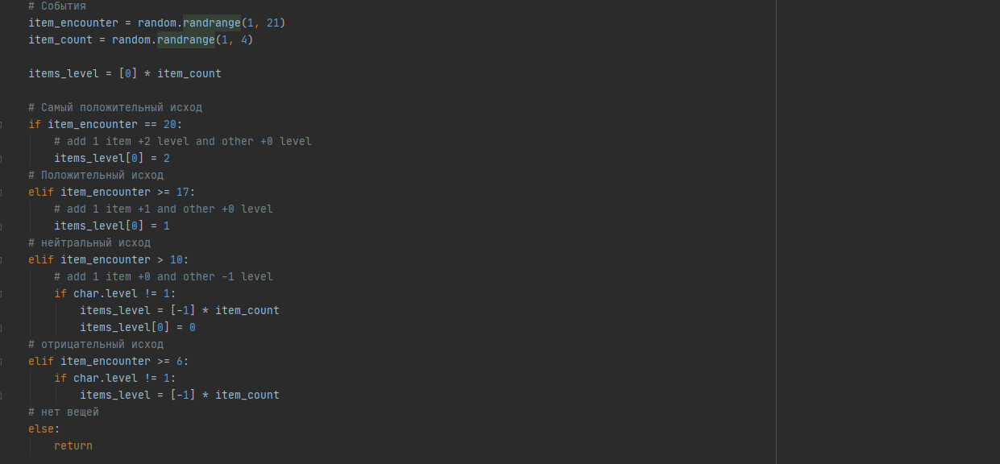 # События
item_encounter = random.randrange(1, 21)
item_count = random.randrange(1, 4)
items_level = [0] * item_count
# Самый положительный исход
if item_encounter == 20:
# add 1 item +2 level and other +0 level
items_level[0] = 2
# Положительный исход
elif item_encounter >= 17:
# add 1 item +1 and other +0 level
items_level[0] = 1
# нейтральный исход
elif item_encounter > 10:
# add 1 item +0 and other -1 level
if char.level != 1:
items_level = [-1] * item_count
items_level[0] = 0
# отрицательный исход
elif item_encounter >= 6:
if char.level != 1:
items_level = [-1] * item_count
# нет вещей
else:
return